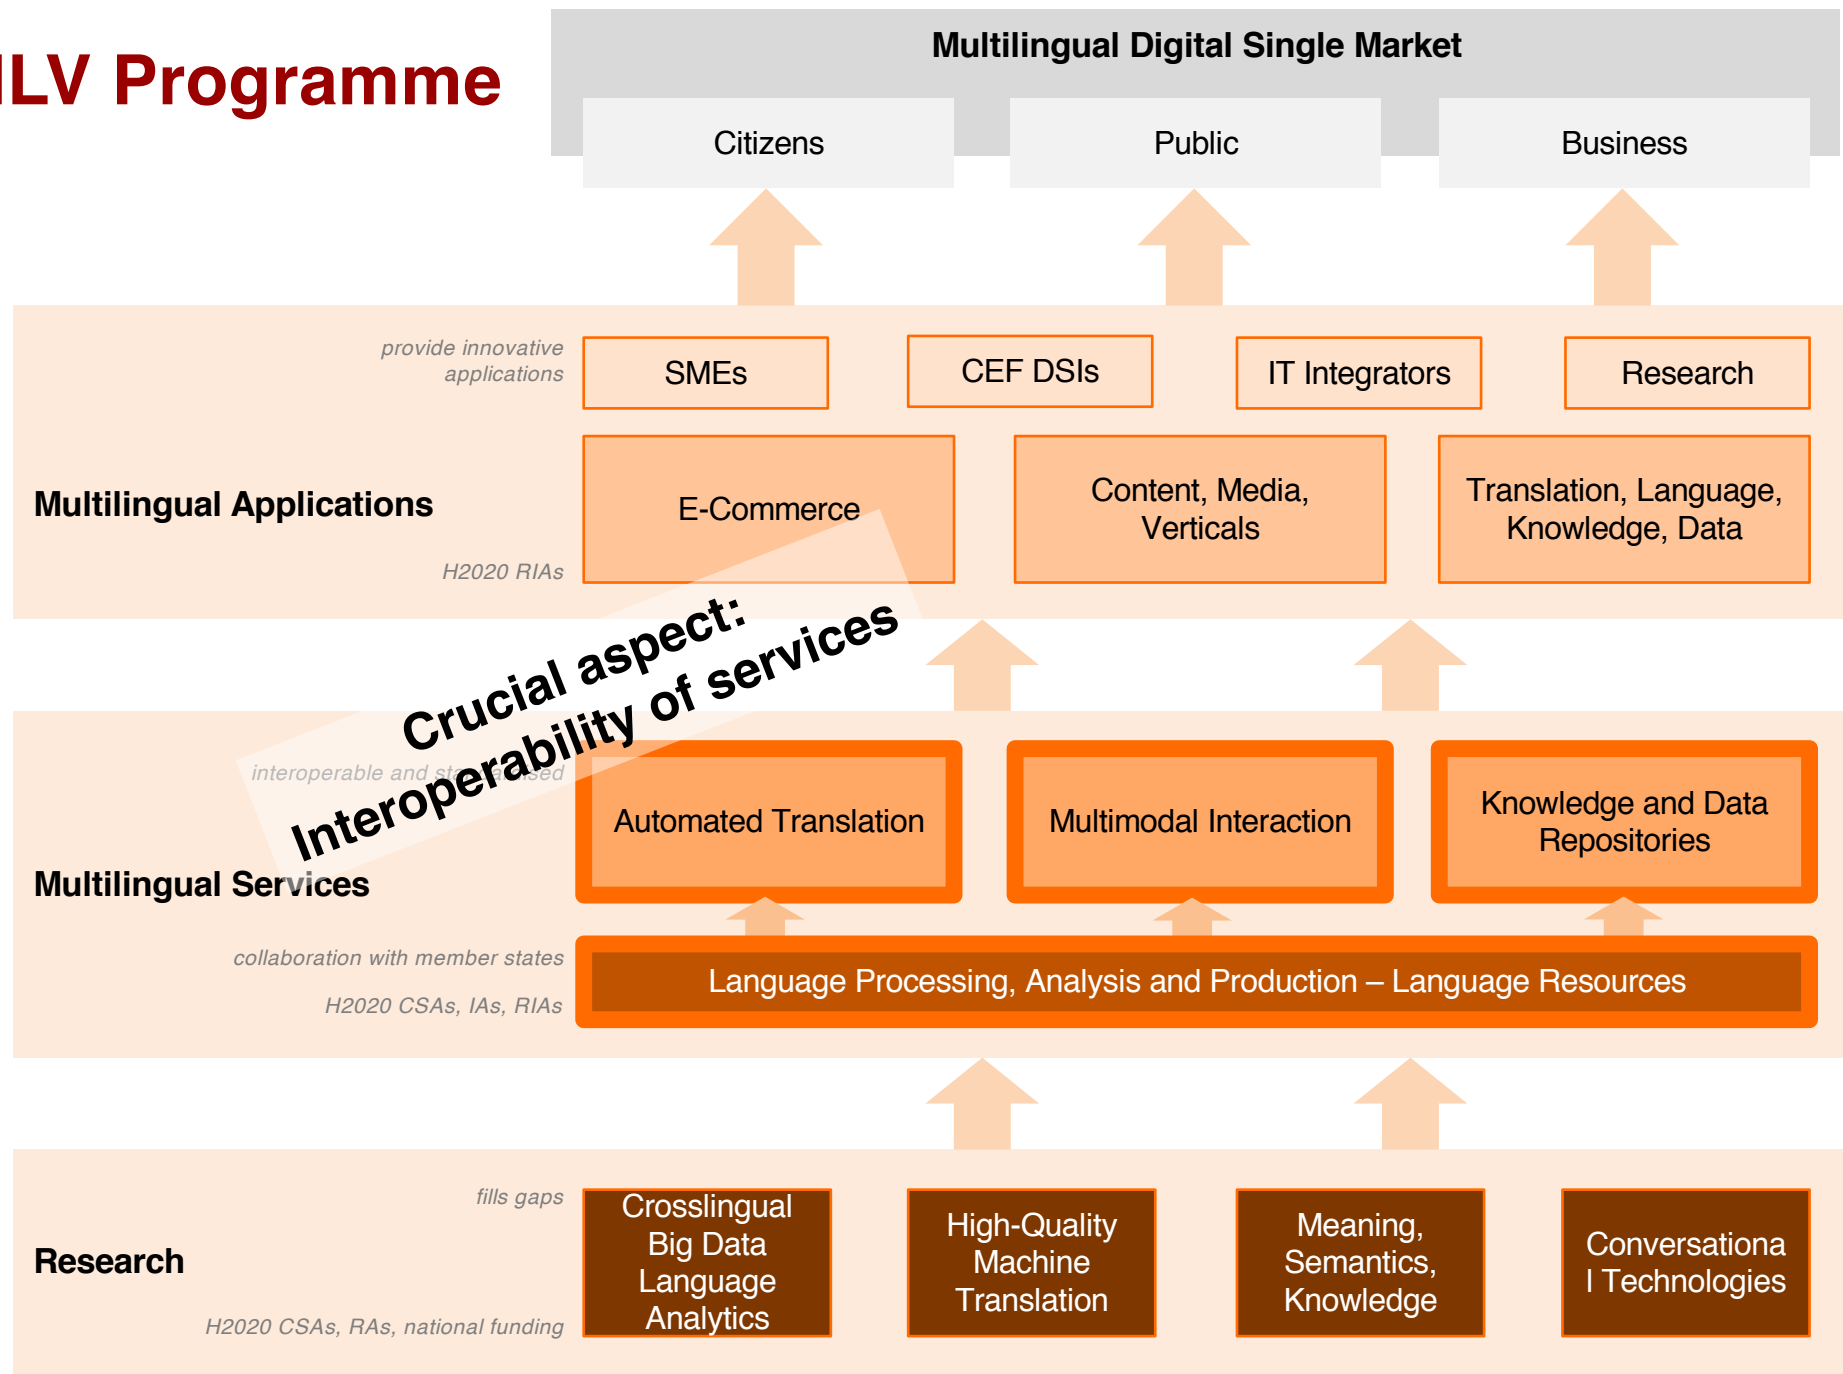 LV Programme
Multilingual Digital Single Market
Citizens
Public
Business
provide innovative
applications
SMEs
CEF DSIs
IT Integrators
Research
Multilingual Applications
E-Commerce
Content, Media,
Verticals
Translation, Language,
Knowledge, Data
H2020 RIAs
Crucial aspect:
Interoperability of services
interoperable and standardised
Automated Translation
Multimodal Interaction
Knowledge and Data
Repositories
Multilingual Services
collaboration with member states
H2020 CSAs, IAs, RIAs
Language Processing, Analysis and Production – Language Resources
fills gaps
Research
H2020 CSAs, RAs, national funding
Crosslingual
Big Data
Language
Analytics
High-Quality
Machine
Translation
Meaning,
Semantics,
Knowledge
Conversationa
l Technologies